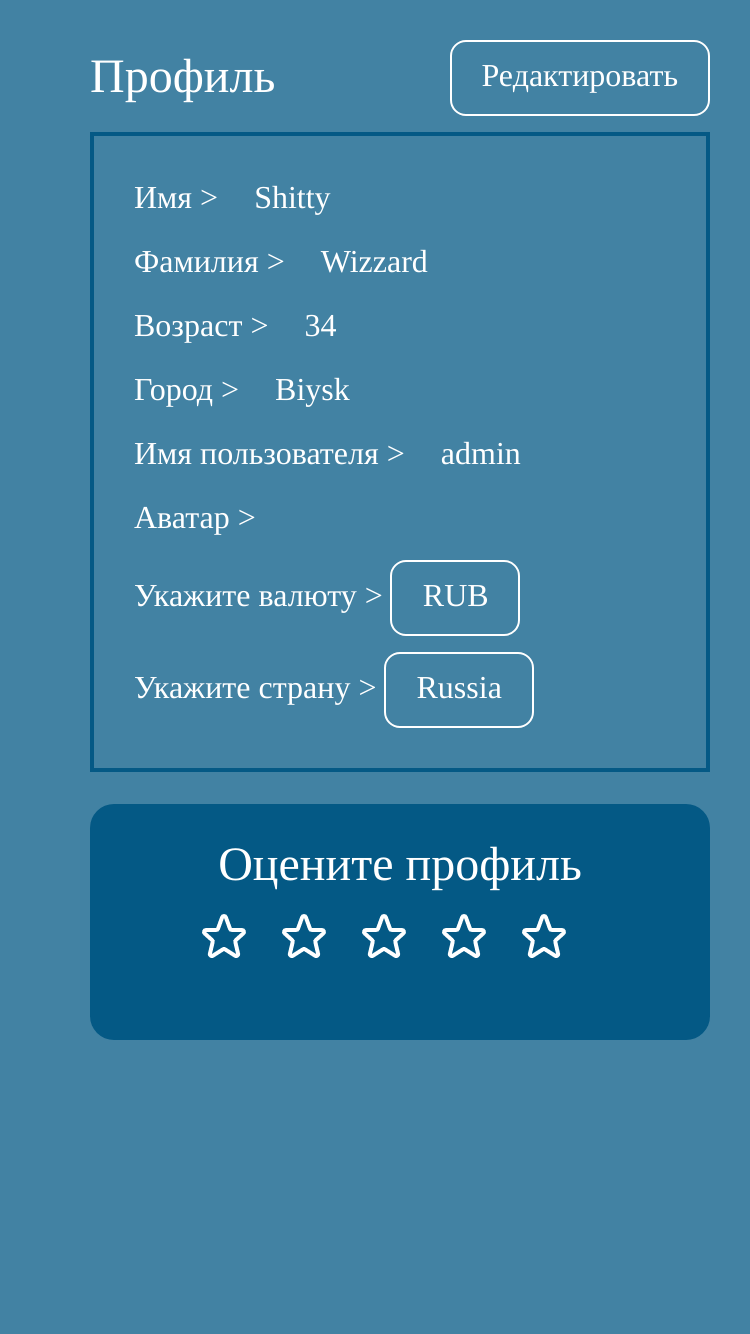 Профиль
Редактировать
Имя > Shitty
Фамилия > Wizzard
Возраст > 34
Город > Biysk
Имя пользователя > admin
Аватар >
Укажите валюту > RUB
Укажите страну > Russia
Оцените профиль